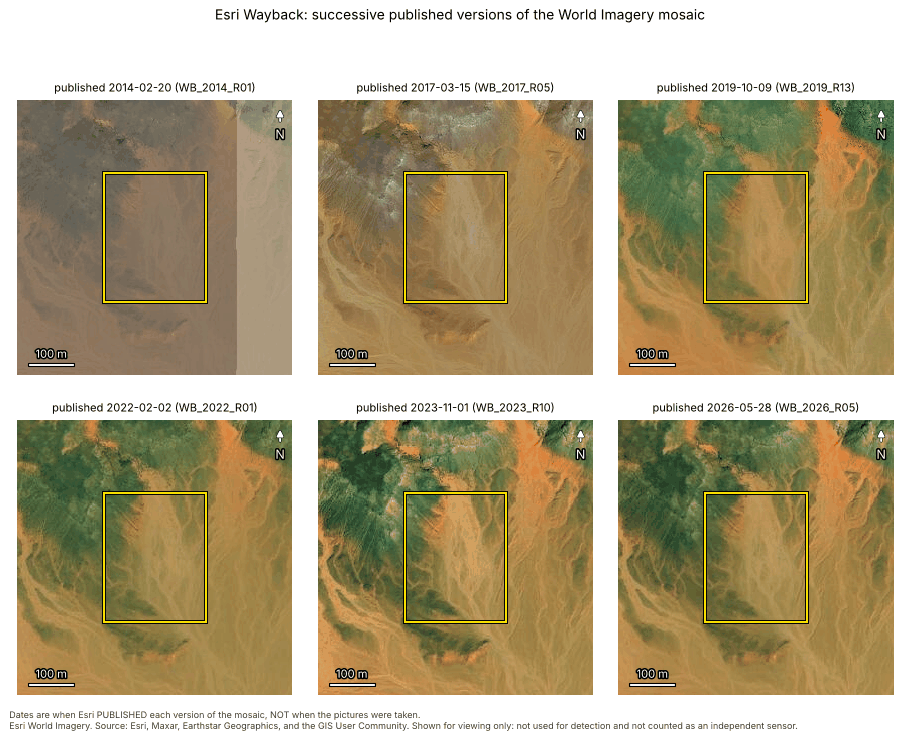 Esri Wayback: successive published versions of the World Imagery mosaic
published 2014-02-20 (WB_2014_R01)
published 2017-03-15 (WB_2017_R05)
published 2019-10-09 (WB_2019_R13)
N
N
N
100 m
100 m
100 m
published 2022-02-02 (WB_2022_R01)
published 2023-11-01 (WB_2023_R10)
published 2026-05-28 (WB_2026_R05)
N
N
N
100 m
100 m
100 m
Dates are when Esri PUBLISHED each version of the mosaic, NOT when the pictures were taken.
Esri World Imagery. Source: Esri, Maxar, Earthstar Geographics, and the GIS User Community. Shown for viewing only: not used for detection and not counted as an independent sensor.